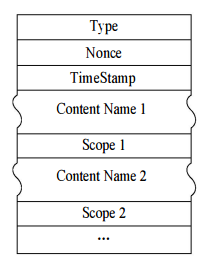 Type
Nonce
TimeStamp
Content Name 1
Scope 1
Content Name 2
Scope 2
...